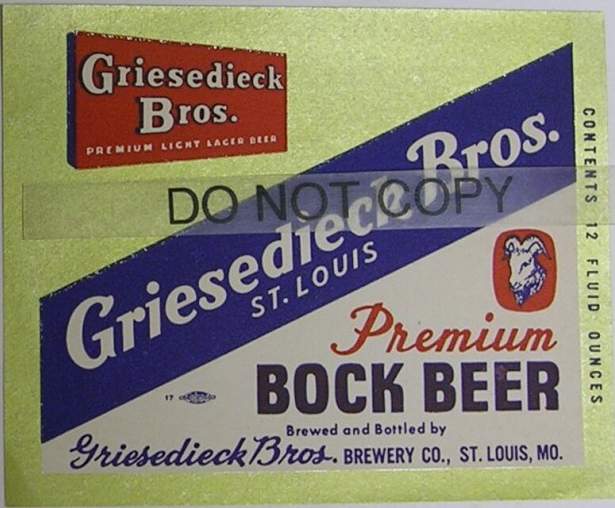 Griesedieck
Bros.
PREMIUM LIGHT LAGER BEER
Griesedieck Bros.
ST. LOUIS
DO NOT COPY
CONTENTS 12 FLUID OUNCES
Premium
BOCK BEER
17
Brewed and Bottled by
Griesedieck Bros. BREWERY CO., ST. LOUIS, MO.